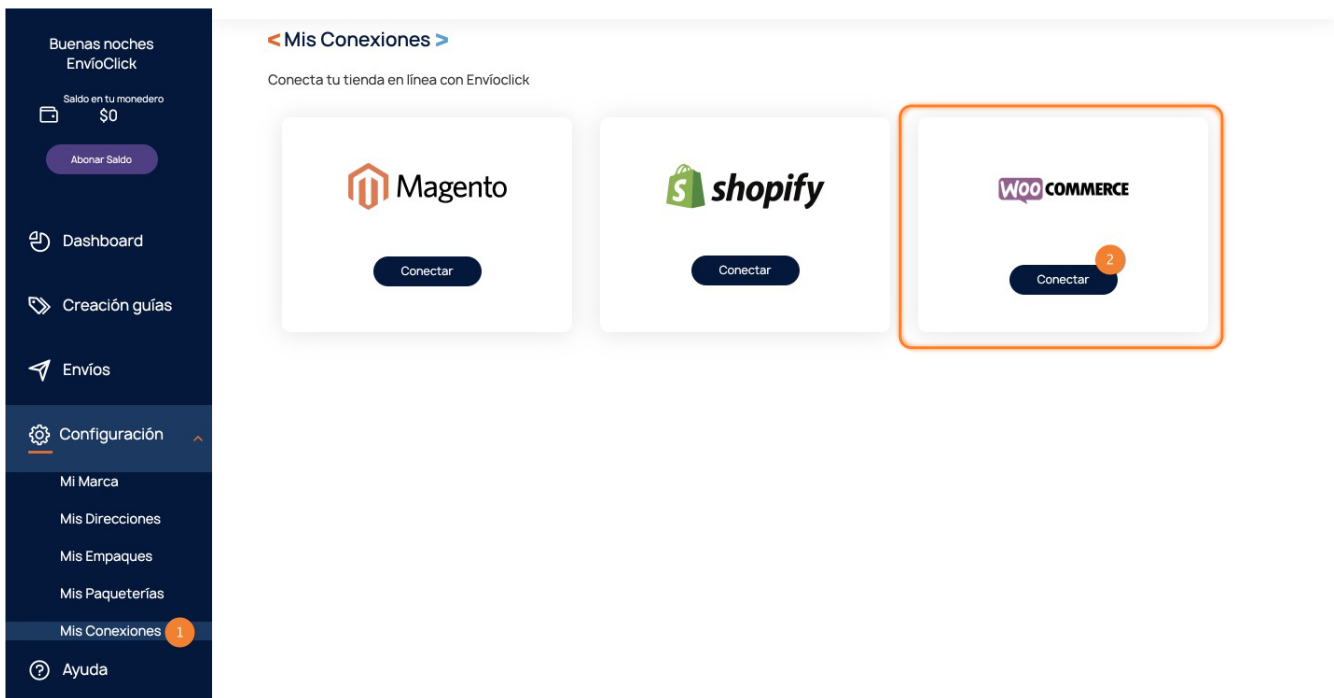 Buenas noches
EnvíoClick
Saldo en tu monedero
$0
Abonar Saldo
Dashboard
Creación guías
Envíos
Configuración
Mi Marca
Mis Direcciones
Mis Empaques
Mis Paqueterías
Mis Conexiones 1
Ayuda
< Mis Conexiones >
Conecta tu tienda en línea con Envíoclick
Magento
Conectar
shopify
Conectar
WOO COMMERCE
2
Conectar